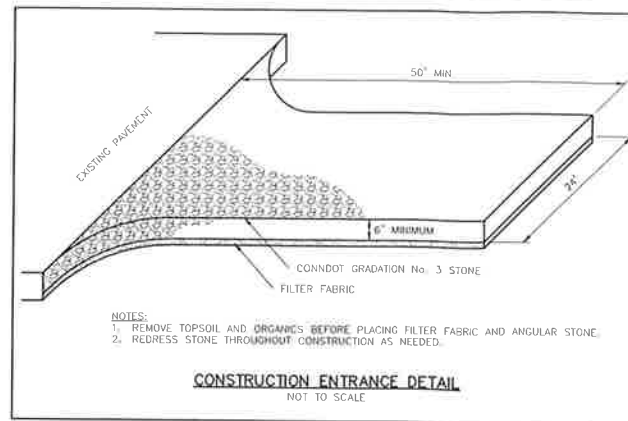 50' MIN
EXISTING PAVEMENT
24'
6" MINIMUM
CONNDOT GRADATION No. 3 STONE
FILTER FABRIC
NOTES:
1. REMOVE TOPSOIL AND ORGANICS BEFORE PLACING FILTER FABRIC AND ANGULAR STONE.
2. REDRESS STONE THROUGHOUT CONSTRUCTION AS NEEDED.
CONSTRUCTION ENTRANCE DETAIL
NOT TO SCALE